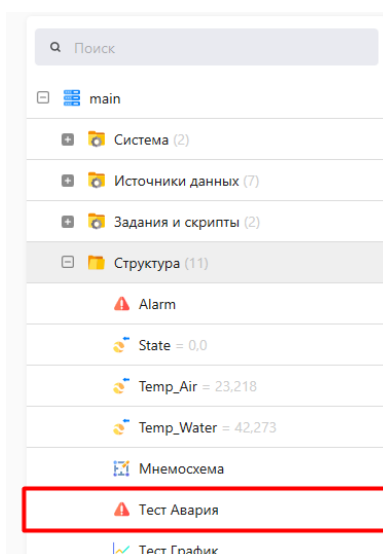 Поиск
main
Система (2)
Источники данных (7)
Задания и скрипты (2)
Структура (11)
Alarm
State = 0,0
Temp_Air = 23,218
Temp_Water = 42,273
Мнемосхема
Тест Авария
Тест График